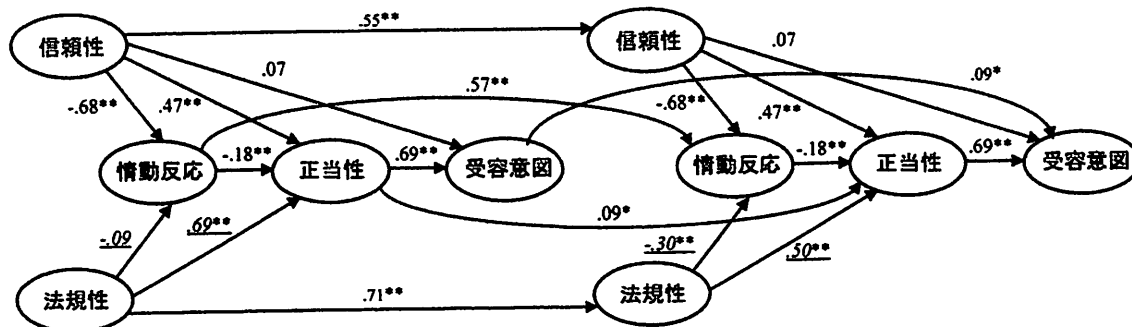 .55**
信頼性
信頼性
.07
.07
.09*
-.68**
.47**
.57**
-.68**
.47**
情動反応
-.18**
正当性
.69**
受容意図
情動反応
-.18**
正当性
.69**
受容意図
-.09
.69**
.09*
-.30**
.50**
法規性
.71**
法規性